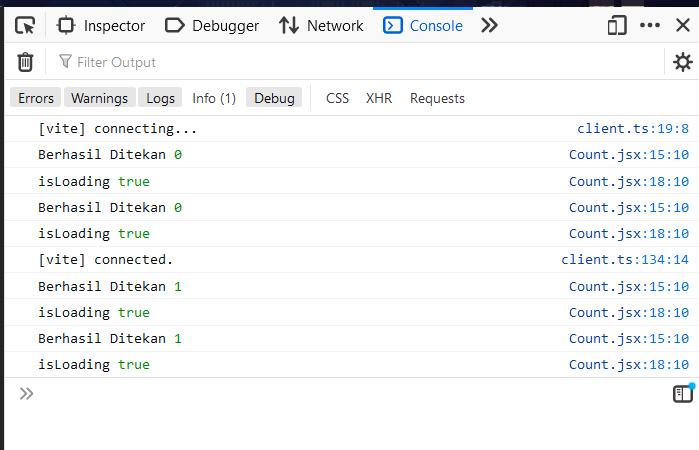 Inspector Debugger Network Console
Filter Output
Errors Warnings Logs Info (1) Debug CSS XHR Requests
[vite] connecting... client.ts:19:8
Berhasil Ditekan 0 Count.jsx:15:10
isLoading true Count.jsx:18:10
Berhasil Ditekan 0 Count.jsx:15:10
isLoading true Count.jsx:18:10
[vite] connected. client.ts:134:14
Berhasil Ditekan 1 Count.jsx:15:10
isLoading true Count.jsx:18:10
Berhasil Ditekan 1 Count.jsx:15:10
isLoading true Count.jsx:18:10